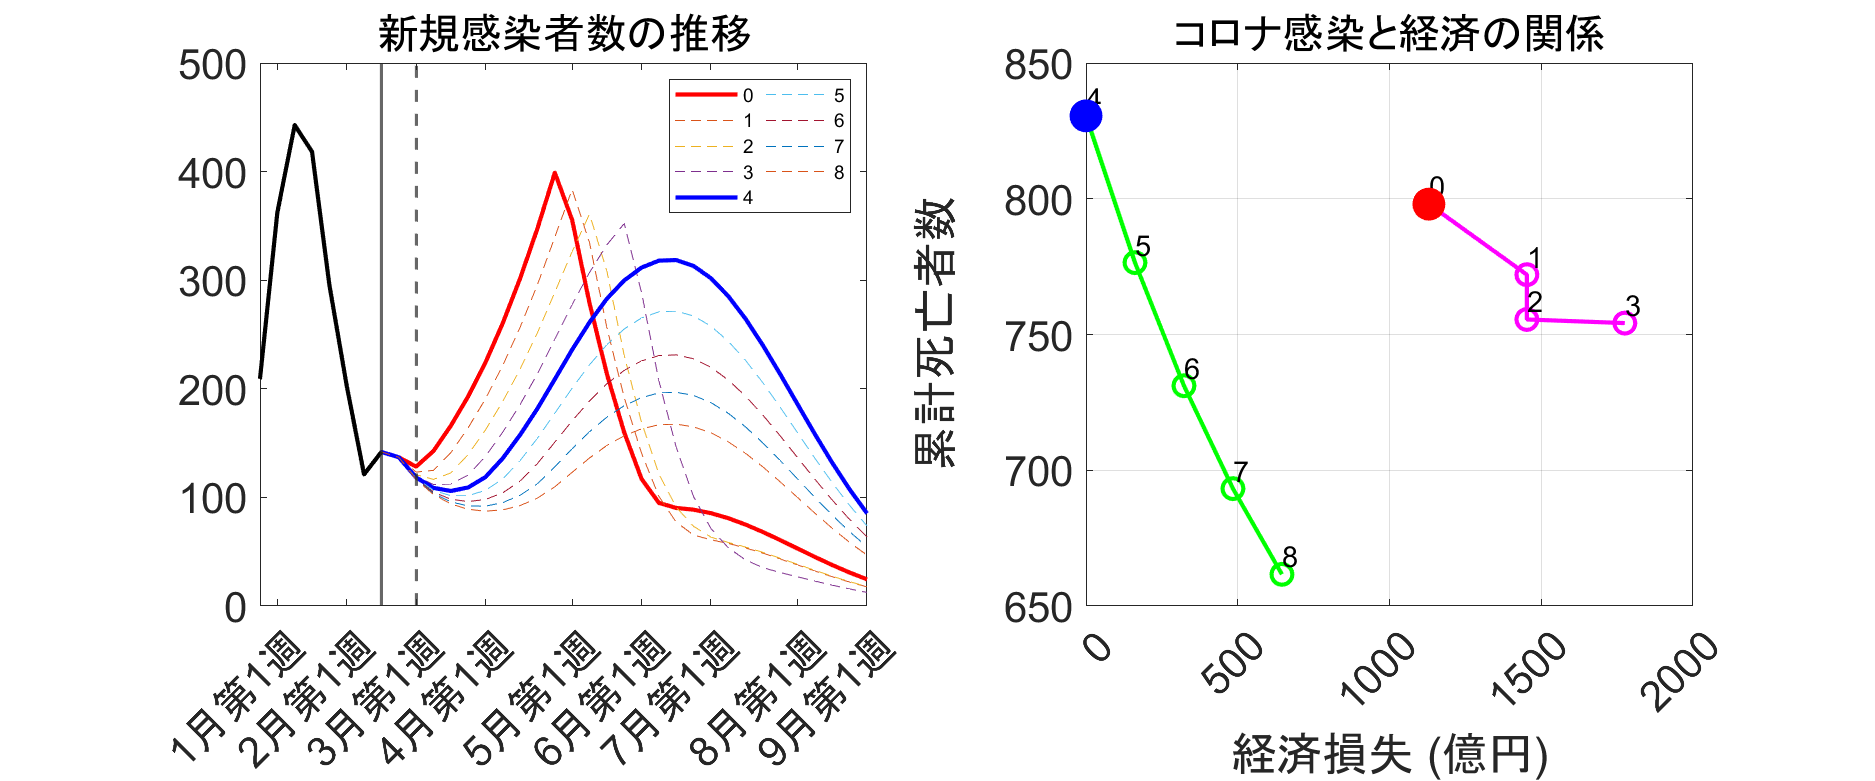 新規感染者数の推移
500
400
300
200
100
0
0
1
2
3
4
5
6
7
8
1月第1週
2月第1週
3月第1週
4月第1週
5月第1週
6月第1週
7月第1週
8月第1週
9月第1週
コロナ感染と経済の関係
累計死亡者数
850
800
750
700
650
4
5
6
7
8
0
1
2
3
0
500
1000
1500
2000
経済損失 (億円)